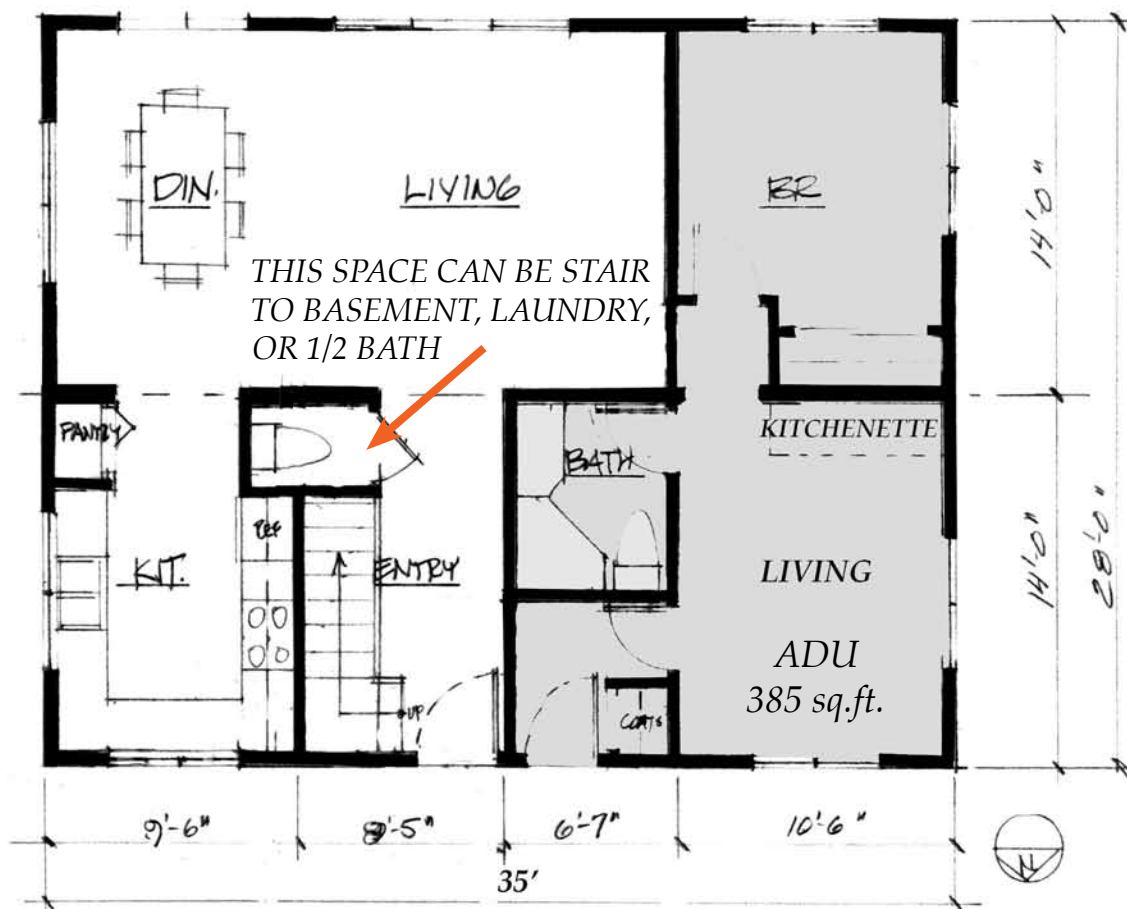 DIN.
LIVING
BR
THIS SPACE CAN BE STAIR
TO BASEMENT, LAUNDRY,
OR 1/2 BATH
14'-0"
PANTRY
BATH
KITCHENETTE
REF
KIT.
ENTRY
LIVING
14'-0"
28'-0"
ADU
385 sq.ft.
UP
COATS
9'-6"
8'-5"
6'-7"
10'-6"
N
35'